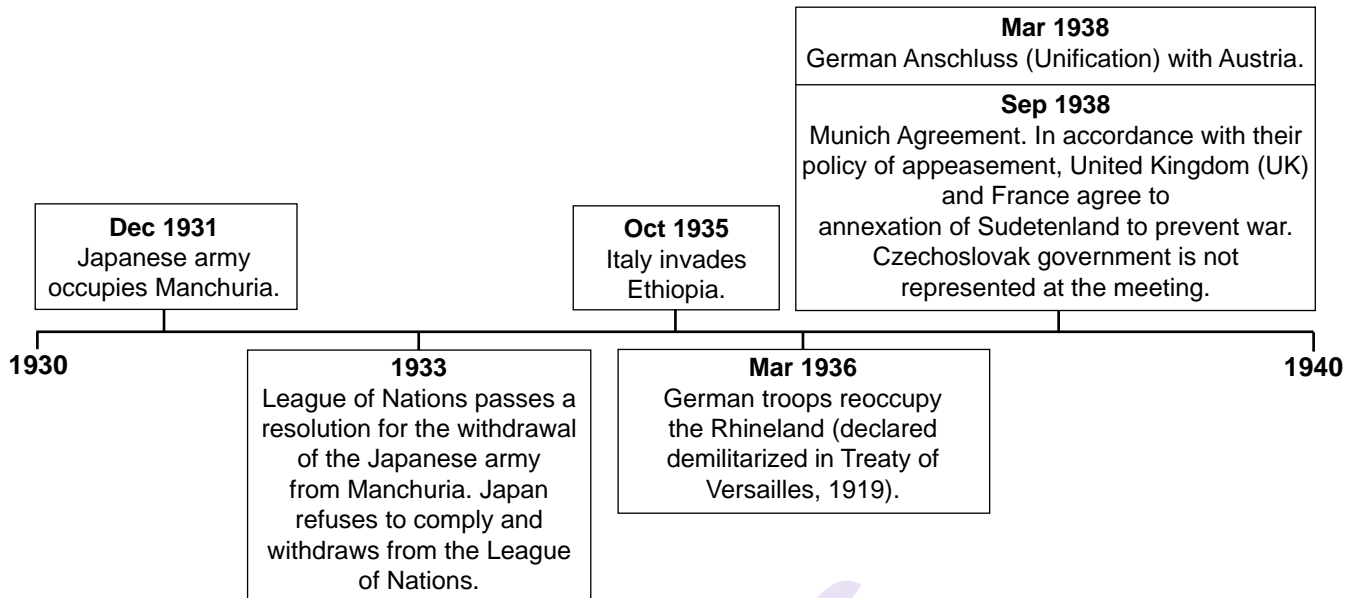 Mar 1938
German Anschluss (Unification) with Austria.
Sep 1938
Munich Agreement. In accordance with their
policy of appeasement, United Kingdom (UK)
and France agree to
annexation of Sudetenland to prevent war.
Czechoslovak government is not
represented at the meeting.
Dec 1931
Japanese army
occupies Manchuria.
Oct 1935
Italy invades
Ethiopia.
1930
1940
1933
League of Nations passes a
resolution for the withdrawal
of the Japanese army
from Manchuria. Japan
refuses to comply and
withdraws from the League
of Nations.
Mar 1936
German troops reoccupy
the Rhineland (declared
demilitarized in Treaty of
Versailles, 1919).